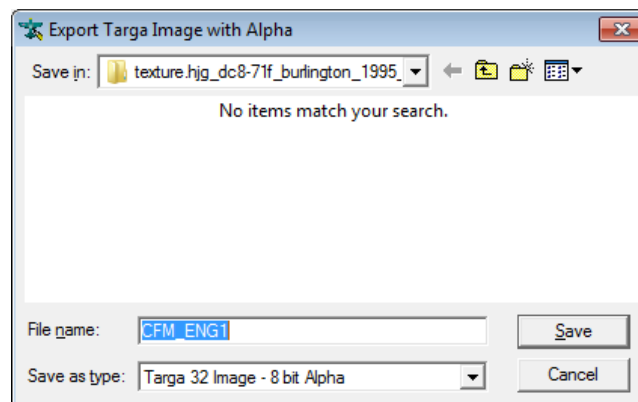 Export Targa Image with Alpha
Save in: texture.hjg_dc8-71f_burlington_1995_
No items match your search.
File name: CFM_ENG1 Save
Save as type: Targa 32 Image - 8 bit Alpha Cancel